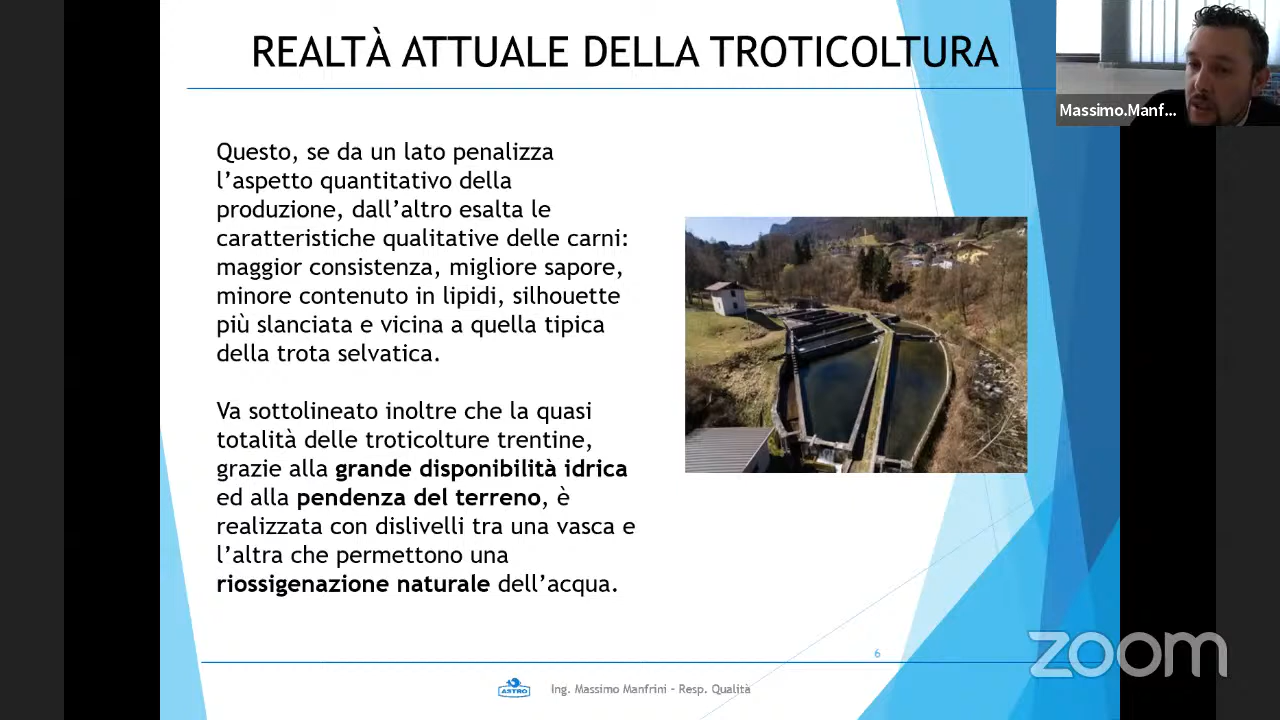 REALTÀ ATTUALE DELLA TROTICOLTURA
Massimo.Manf...
Questo, se da un lato penalizza
l’aspetto quantitativo della
produzione, dall’altro esalta le
caratteristiche qualitative delle carni:
maggior consistenza, migliore sapore,
minore contenuto in lipidi, silhouette
più slanciata e vicina a quella tipica
della trota selvatica.
Va sottolineato inoltre che la quasi
totalità delle troticolture trentine,
grazie alla grande disponibilità idrica
ed alla pendenza del terreno, è
realizzata con dislivelli tra una vasca e
l’altra che permettono una
riossigenazione naturale dell’acqua.
6
zoom
ASTRO
Ing. Massimo Manfrini – Resp. Qualità